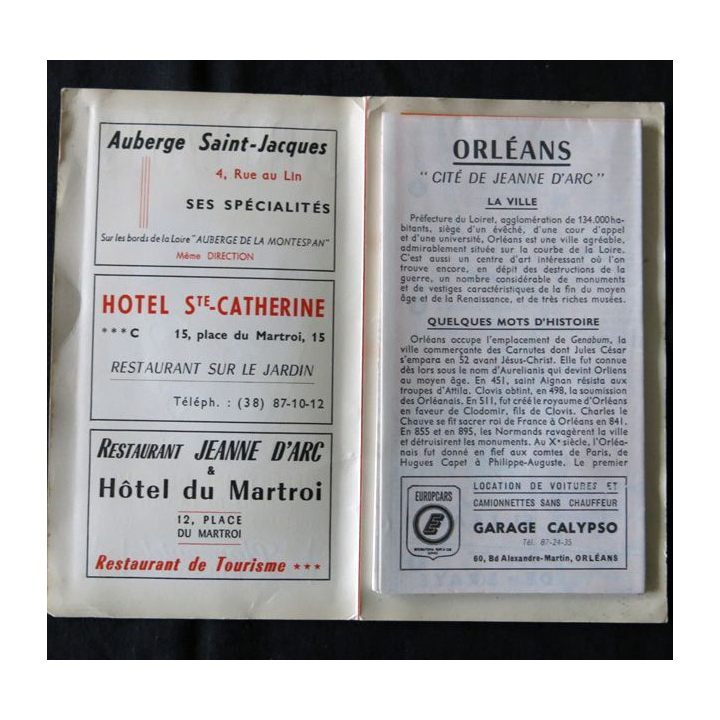 Auberge Saint-Jacques
4, Rue au Lin
SES SPÉCIALITÉS
Sur les bords de la Loire "AUBERGE DE LA MONTESPAN"
Même DIRECTION
HOTEL STE-CATHERINE
***C 15, place du Martroi, 15
RESTAURANT SUR LE JARDIN
Téléph. : (38) 87-10-12
RESTAURANT JEANNE D'ARC
&
Hôtel du Martroi
12, PLACE
DU MARTROI
Restaurant de Tourisme ***
ORLÉANS
"CITÉ DE JEANNE D'ARC"
LA VILLE
Préfecture du Loiret, agglomération de 134.000 ha-
bitants, siège d'un évêché, d'une cour d'appel
et d'une université, Orléans est une ville agréable,
admirablement située sur la courbe de la Loire.
C'est aussi un centre d'art intéressant où l'on
trouve encore, en dépit des destructions de la
guerre, un nombre considérable de monuments
et de vestiges caractéristiques de la fin du moyen
âge et de la Renaissance, et de très riches musées.
QUELQUES MOTS D'HISTOIRE
Orléans occupe l'emplacement de Genabum, la
ville commerçante des Carnutes dont Jules César
s'empara en 52 avant Jésus-Christ. Elle fut connue
dès lors sous le nom d'Aurelianis qui devint Orliens
au moyen âge. En 451, saint Aignan résista aux
troupes d'Attila. Clovis obtint, en 498, la soumission
des Orléanais. En 511, fut créé le royaume d'Orléans
en faveur de Clodomir, fils de Clovis. Charles le
Chauve se fit sacrer roi de France à Orléans en 841.
En 855 et en 895, les Normands ravagèrent la ville
et détruisirent les monuments. Au Xe siècle, l'Orléa-
nais fut donné en fief aux comtes de Paris, de
Hugues Capet à Philippe-Auguste. Le premier
EUROPCARS
LOCATION DE VOITURES ET
CAMIONNETTES SANS CHAUFFEUR
GARAGE CALYPSO
Tél. 87-24-35
60, Bd Alexandre-Martin, ORLÉANS